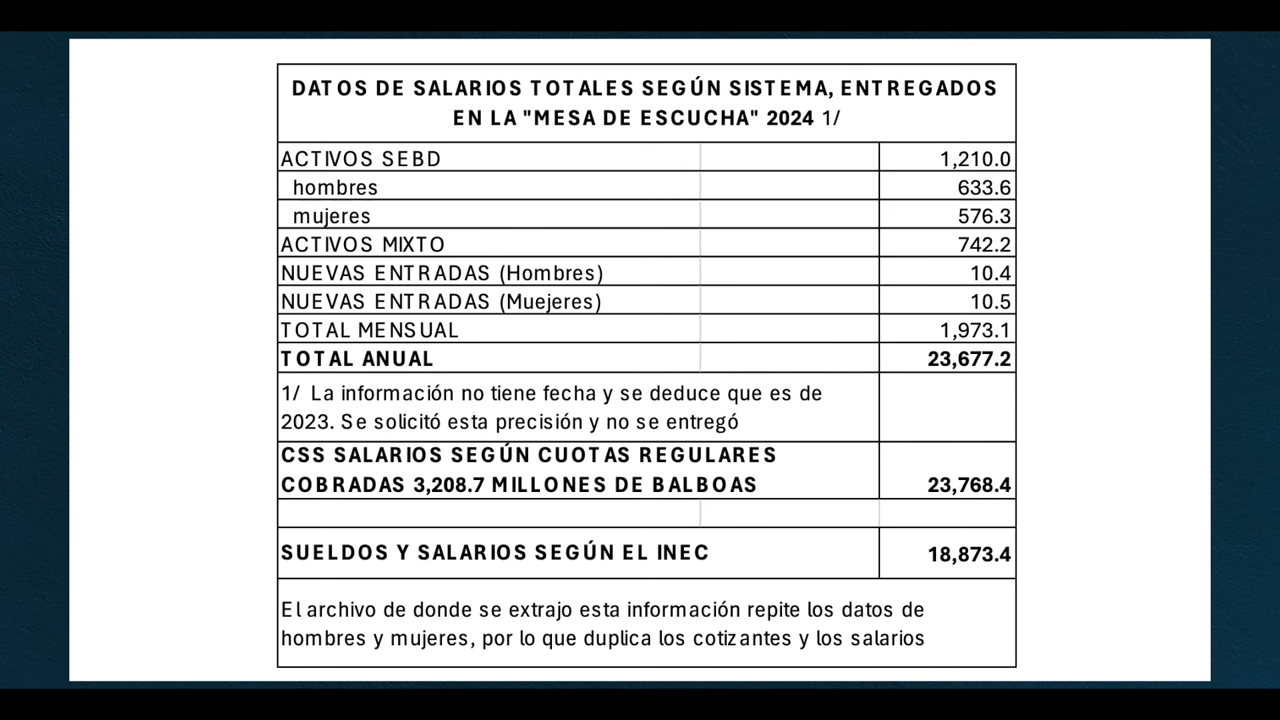 DATOS DE SALARIOS TOTALES SEGÚN SISTEMA, ENTREGADOS
EN LA "MESA DE ESCUCHA" 2024 1/
ACTIVOS SEBD 1,210.0
hombres 633.6
mujeres 576.3
ACTIVOS MIXTO 742.2
NUEVAS ENTRADAS (Hombres) 10.4
NUEVAS ENTRADAS (Muejeres) 10.5
TOTAL MENSUAL 1,973.1
TOTAL ANUAL 23,677.2
1/ La información no tiene fecha y se deduce que es de
2023. Se solicitó esta precisión y no se entregó
CSS SALARIOS SEGÚN CUOTAS REGULARES
COBRADAS 3,208.7 MILLONES DE BALBOAS 23,768.4
SUELDOS Y SALARIOS SEGÚN EL INEC 18,873.4
El archivo de donde se extrajo esta información repite los datos de
hombres y mujeres, por lo que duplica los cotizantes y los salarios